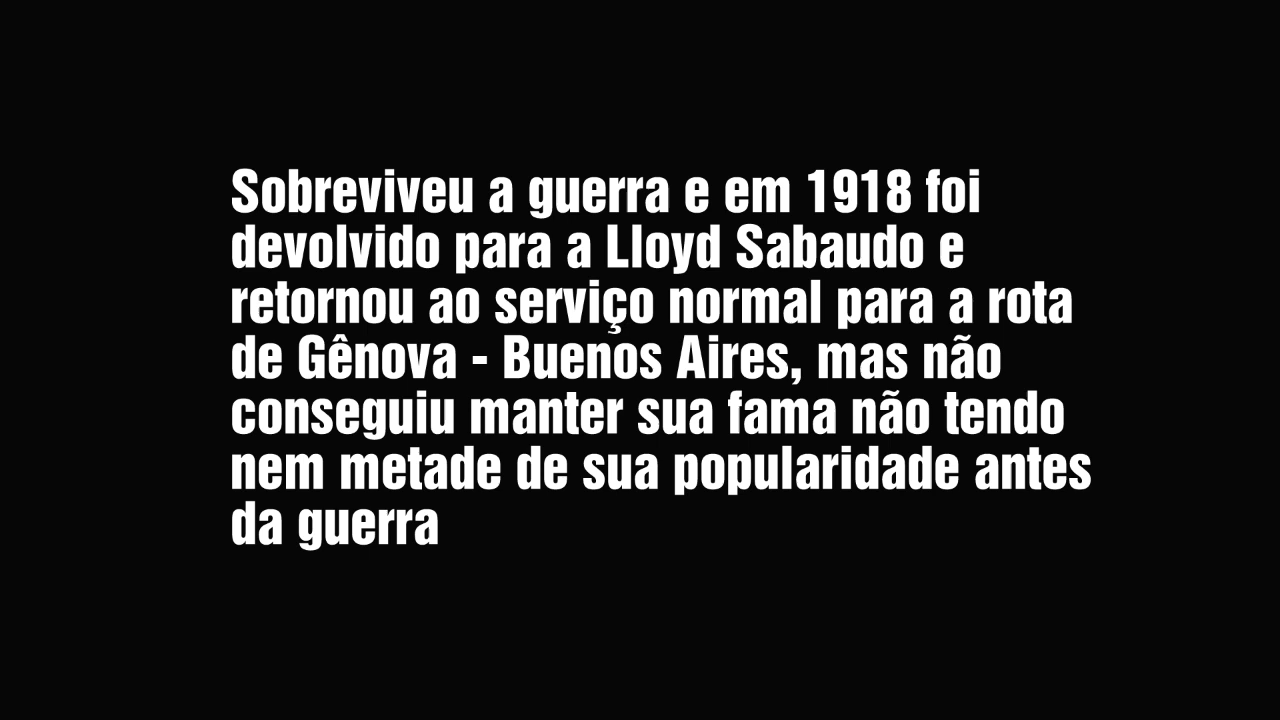 Sobreviveu a guerra e em 1918 foi
devolvido para a Lloyd Sabaudo e
retornou ao serviço normal para a rota
de Gênova - Buenos Aires, mas não
conseguiu manter sua fama não tendo
nem metade de sua popularidade antes
da guerra